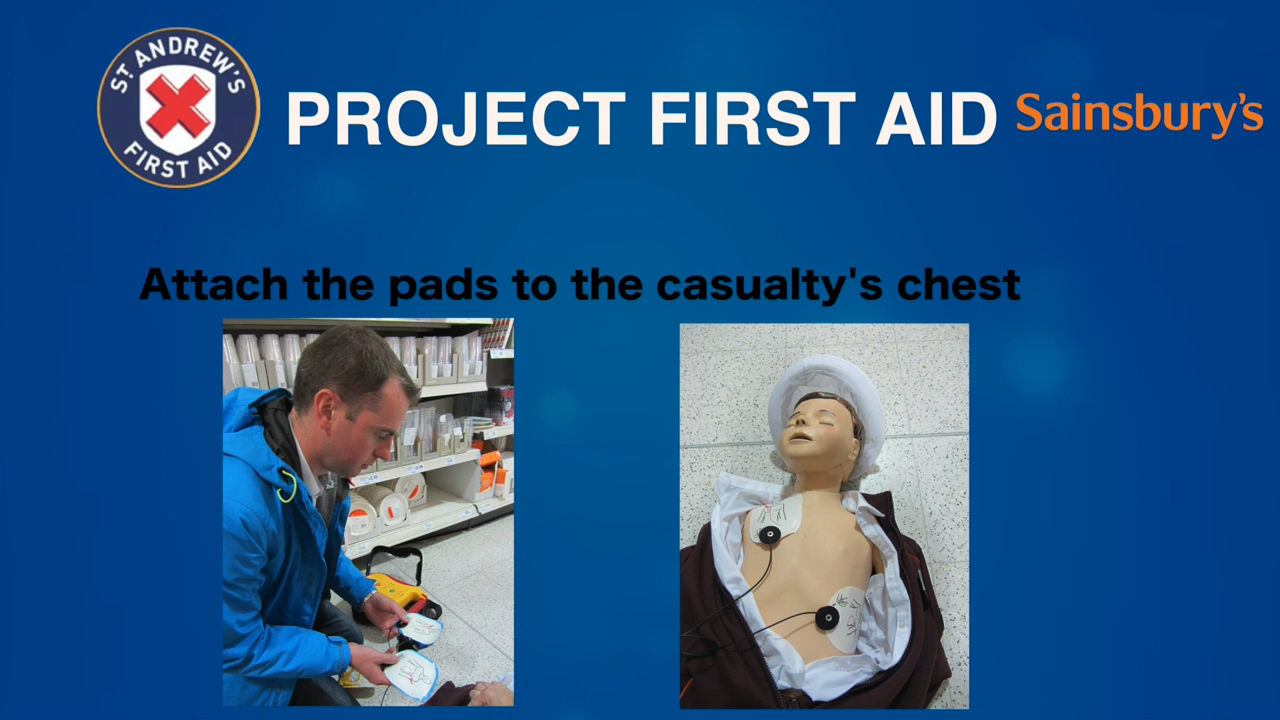 ST. ANDREW'S
FIRST AID
PROJECT FIRST AID
Sainsbury's
Attach the pads to the casualty's chest